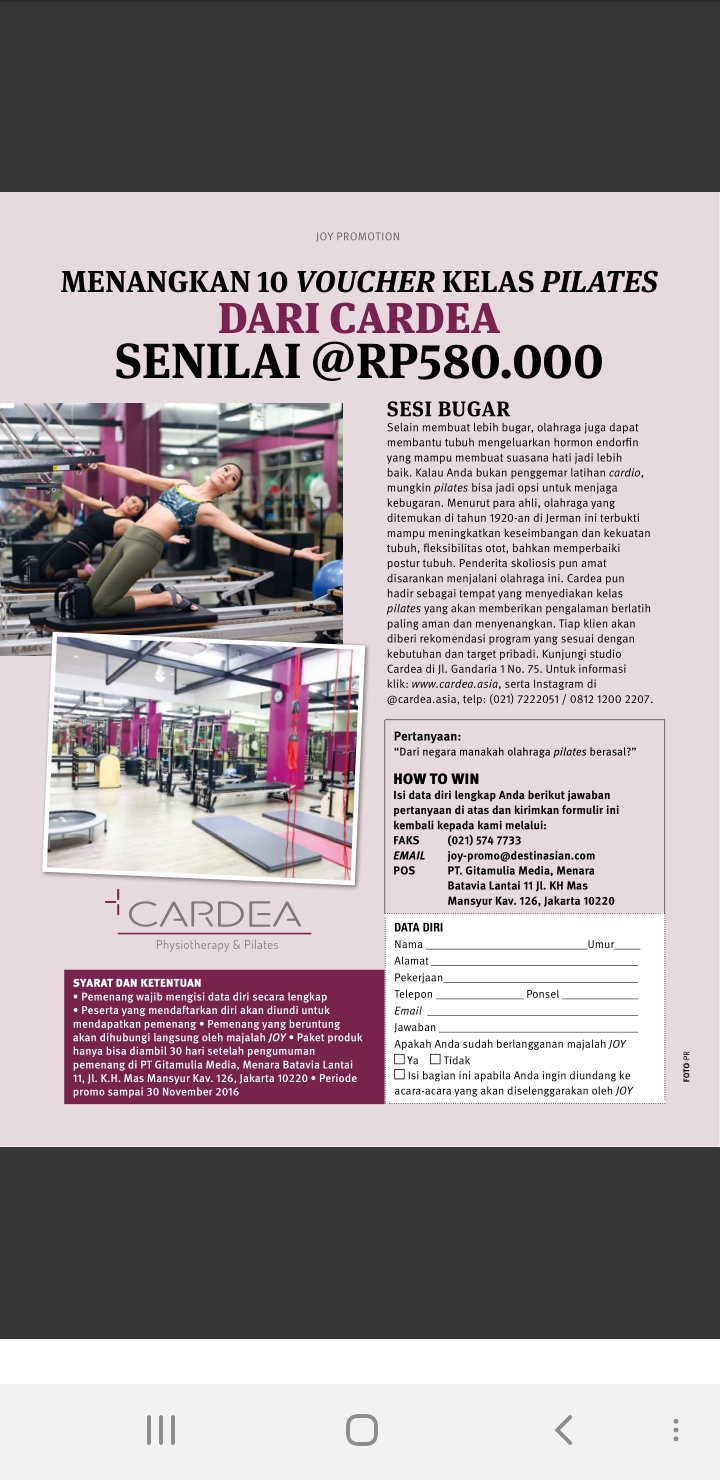 JOY PROMOTION
MENANGKAN 10 VOUCHER KELAS PILATES
DARI CARDEA
SENILAI @RP580.000
SESI BUGAR
Selain membuat lebih bugar, olahraga juga dapat
membantu tubuh mengeluarkan hormon endorfin
yang mampu membuat suasana hati jadi lebih
baik. Kalau Anda bukan penggemar latihan cardio,
mungkin pilates bisa jadi opsi untuk menjaga
kebugaran. Menurut para ahli, olahraga yang
ditemukan di tahun 1920-an di Jerman ini terbukti
mampu meningkatkan keseimbangan dan kekuatan
tubuh, fleksibilitas otot, bahkan memperbaiki
postur tubuh. Penderita skoliosis pun amat
disarankan menjalani olahraga ini. Cardea pun
hadir sebagai tempat yang menyediakan kelas
pilates yang akan memberikan pengalaman berlatih
paling aman dan menyenangkan. Tiap klien akan
diberi rekomendasi program yang sesuai dengan
kebutuhan dan target pribadi. Kunjungi studio
Cardea di Jl. Gandaria 1 No. 75. Untuk informasi
klik: www.cardea.asia, serta Instagram di
@cardea.asia, telp: (021) 7222051 / 0812 1200 2207.
Pertanyaan:
“Dari negara manakah olahraga pilates berasal?”
HOW TO WIN
Isi data diri lengkap Anda berikut jawaban
pertanyaan di atas dan kirimkan formulir ini
kembali kepada kami melalui:
FAKS (021) 574 7733
EMAIL joy-promo@destinasian.com
POS PT. Gitamulia Media, Menara
Batavia Lantai 11 Jl. KH Mas
Mansyur Kav. 126, Jakarta 10220
CARDEA
Physiotherapy & Pilates
SYARAT DAN KETENTUAN
• Pemenang wajib mengisi data diri secara lengkap
• Peserta yang mendaftarkan diri akan diundi untuk
mendapatkan pemenang • Pemenang yang beruntung
akan dihubungi langsung oleh majalah JOY • Paket produk
hanya bisa diambil 30 hari setelah pengumuman
pemenang di PT Gitamulia Media, Menara Batavia Lantai
11, Jl. K.H. Mas Mansyur Kav. 126, Jakarta 10220 • Periode
promo sampai 30 November 2016
DATA DIRI
Nama Umur
Alamat
Pekerjaan
Telepon Ponsel
Email
Jawaban
Apakah Anda sudah berlangganan majalah JOY
Ya Tidak
Isi bagian ini apabila Anda ingin diundang ke
acara-acara yang akan diselenggarakan oleh JOY
FOTO PR